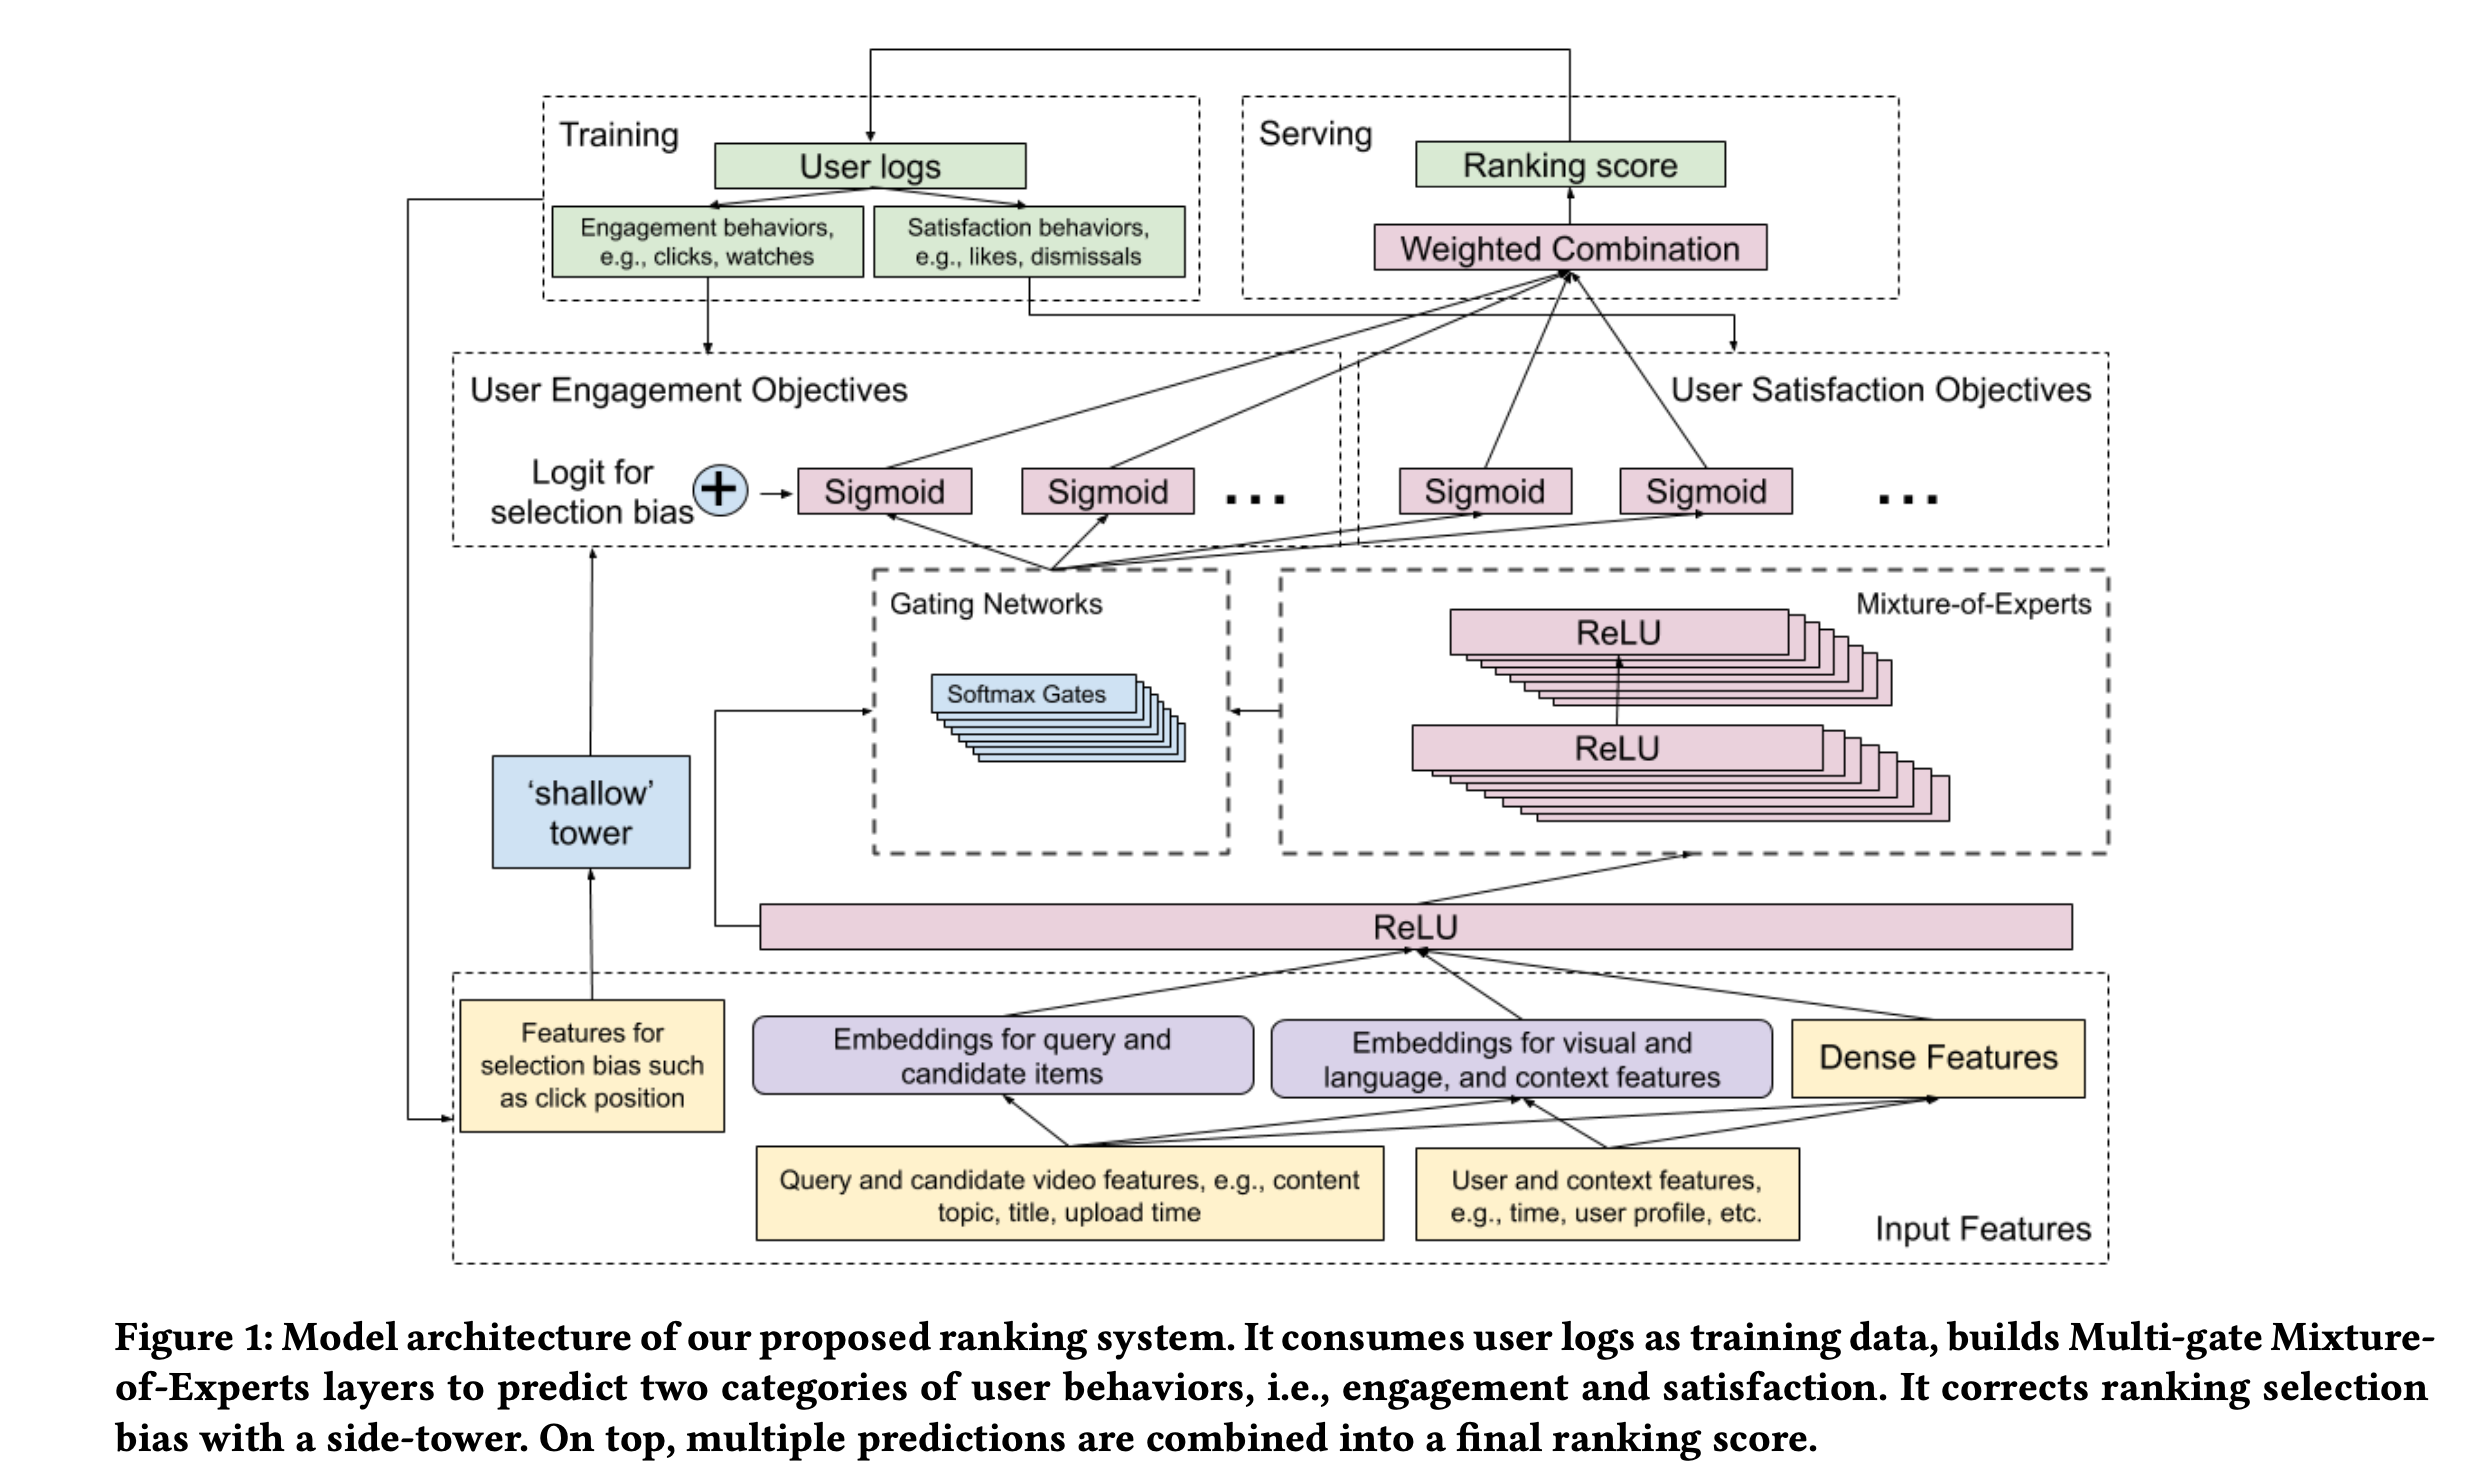 Training
User logs
Engagement behaviors,
e.g., clicks, watches
Satisfaction behaviors,
e.g., likes, dismissals
Serving
Ranking score
Weighted Combination
User Engagement Objectives
Logit for
selection bias
+
Sigmoid
Sigmoid
...
User Satisfaction Objectives
Sigmoid
Sigmoid
...
Gating Networks
Softmax Gates
Mixture-of-Experts
ReLU
ReLU
‘shallow’
tower
ReLU
Features for
selection bias such
as click position
Embeddings for query and
candidate items
Embeddings for visual and
language, and context features
Dense Features
Query and candidate video features, e.g., content
topic, title, upload time
User and context features,
e.g., time, user profile, etc.
Input Features
Figure 1: Model architecture of our proposed ranking system. It consumes user logs as training data, builds Multi-gate Mixture-
of-Experts layers to predict two categories of user behaviors, i.e., engagement and satisfaction. It corrects ranking selection
bias with a side-tower. On top, multiple predictions are combined into a final ranking score.